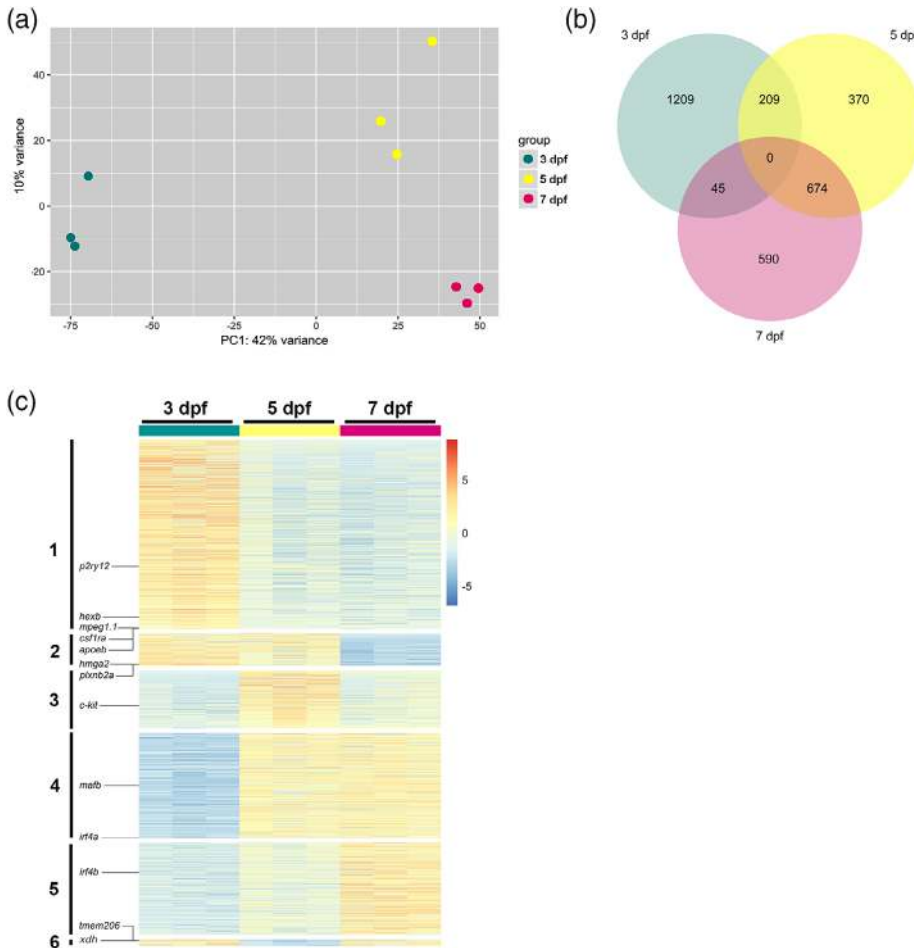 (a)
40
20
0
-20
10% variance
-75
-50
-25
0
25
50
PC1: 42% variance
group
3 dpf
5 dpf
7 dpf
(b)
3 dpf
5 dp
1209
209
370
0
45
674
590
7 dpf
(c)
3 dpf
5 dpf
7 dpf
5
0
-5
1
p2ry12
hexb
mpeg1.1
csf1ra
2
apoeb
hmga2
plxnb2a
3
c-kit
4
mafb
irf4a
irf4b
5
tmem206
6
xdh